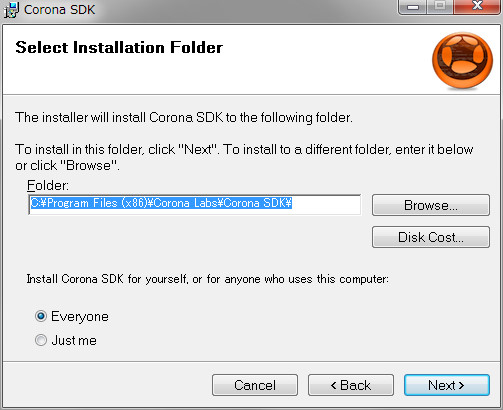 Corona SDK
Select Installation Folder
The installer will install Corona SDK to the following folder.
To install in this folder, click "Next". To install to a different folder, enter it below
or click "Browse".
Folder:
C:¥Program Files (x86)¥Corona Labs¥Corona SDK¥
Browse...
Disk Cost...
Install Corona SDK for yourself, or for anyone who uses this computer:
Everyone
Just me
Cancel
< Back
Next >